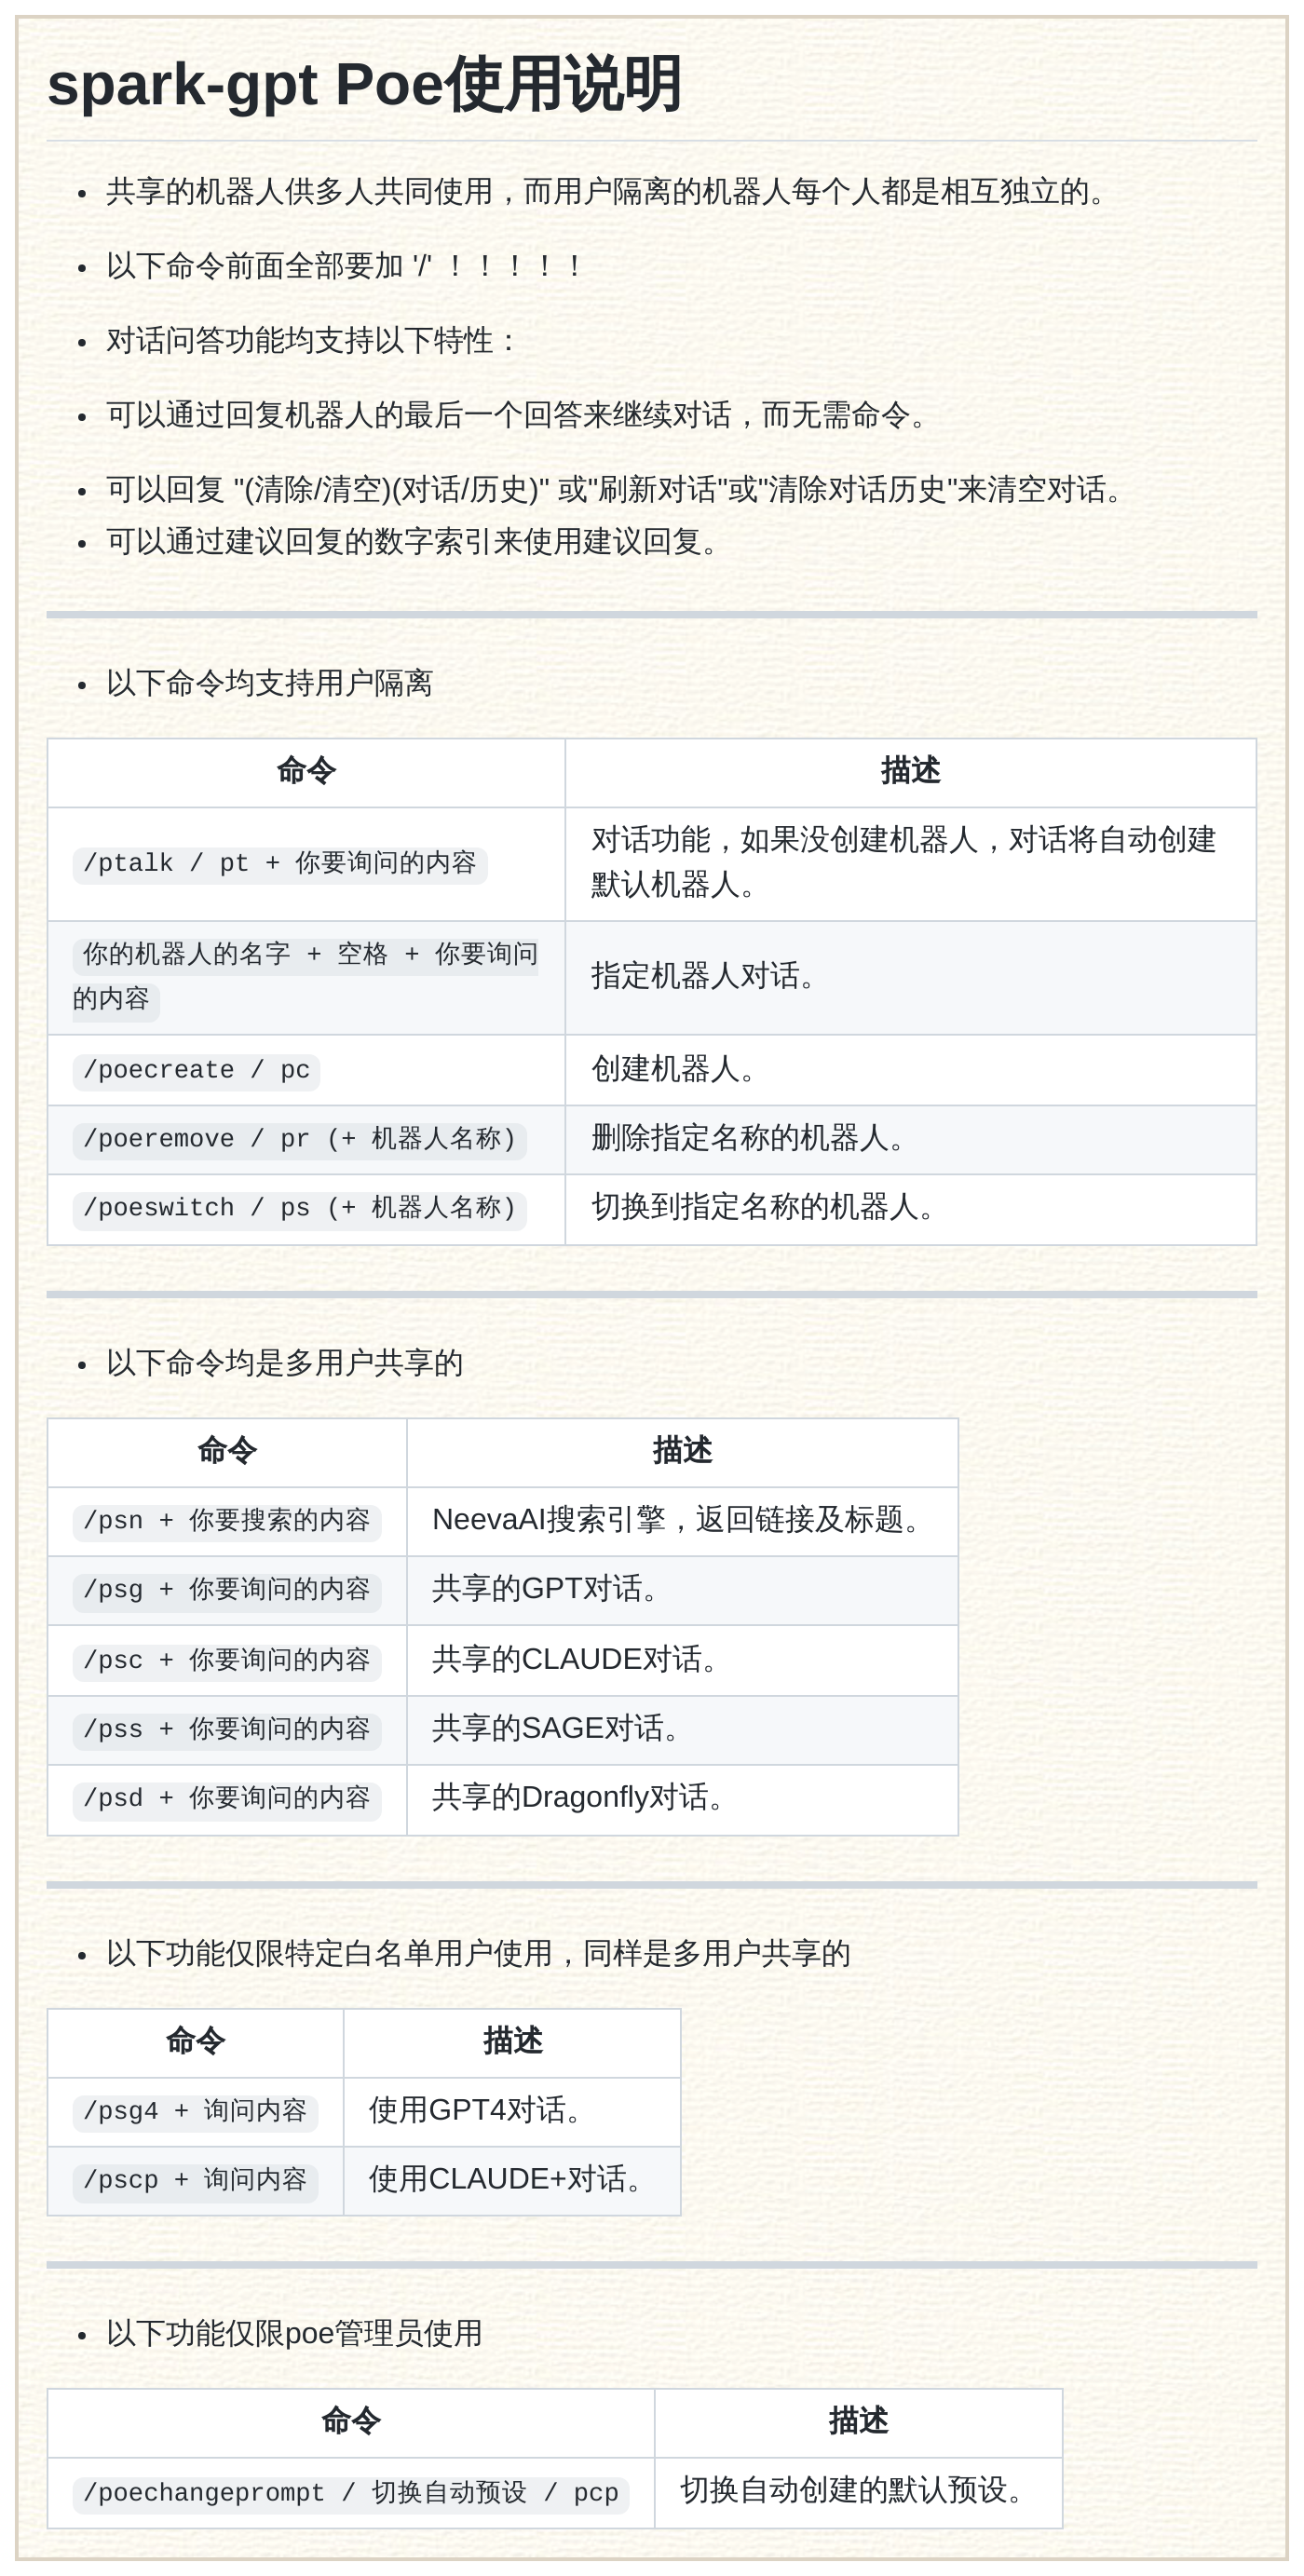 spark-gpt Poe使用说明
共享的机器人供多人共同使用，而用户隔离的机器人每个人都是相互独立的。
以下命令前面全部要加 '/' ！！！！！
对话问答功能均支持以下特性：
可以通过回复机器人的最后一个回答来继续对话，而无需命令。
可以回复 "(清除/清空)(对话/历史)" 或"刷新对话"或"清除对话历史"来清空对话。
可以通过建议回复的数字索引来使用建议回复。
以下命令均支持用户隔离
命令 描述
/ptalk / pt + 你要询问的内容 对话功能，如果没创建机器人，对话将自动创建
默认机器人。
你的机器人的名字 + 空格 + 你要询问
的内容 指定机器人对话。
/poecreate / pc 创建机器人。
/poeremove / pr (+ 机器人名称) 删除指定名称的机器人。
/poeswitch / ps (+ 机器人名称) 切换到指定名称的机器人。
以下命令均是多用户共享的
命令 描述
/psn + 你要搜索的内容 NeevaAI搜索引擎，返回链接及标题。
/psg + 你要询问的内容 共享的GPT对话。
/psc + 你要询问的内容 共享的CLAUDE对话。
/pss + 你要询问的内容 共享的SAGE对话。
/psd + 你要询问的内容 共享的Dragonfly对话。
以下功能仅限特定白名单用户使用，同样是多用户共享的
命令 描述
/psg4 + 询问内容 使用GPT4对话。
/pscp + 询问内容 使用CLAUDE+对话。
以下功能仅限poe管理员使用
命令 描述
/poechangeprompt / 切换自动预设 / pcp 切换自动创建的默认预设。